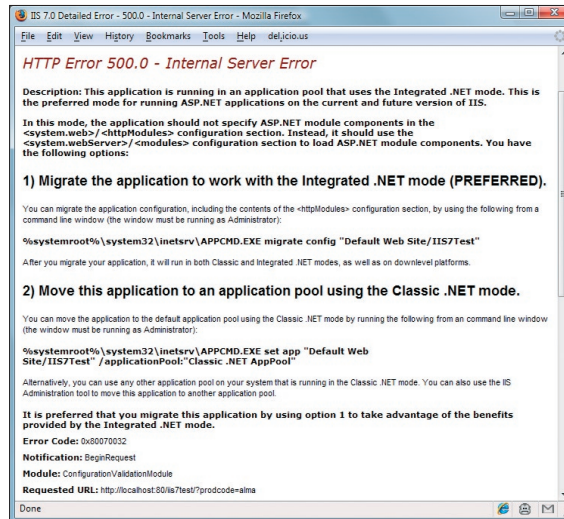 IIS 7.0 Detailed Error - 500.0 - Internal Server Error - Mozilla Firefox
File Edit View History Bookmarks Tools Help del.icio.us
HTTP Error 500.0 - Internal Server Error
Description: This application is running in an application pool that uses the Integrated .NET mode. This is
the preferred mode for running ASP.NET applications on the current and future version of IIS.
In this mode, the application should not specify ASP.NET module components in the
<system.web>/<httpModules> configuration section. Instead, it should use the
<system.webServer>/<modules> configuration section to load ASP.NET module components. You have
the following options:
1) Migrate the application to work with the Integrated .NET mode (PREFERRED).
You can migrate the application configuration, including the contents of the <httpModules> configuration section, by using the following from a
command line window (the window must be running as Administrator):
%systemroot%\system32\inetsrv\APPCMD.EXE migrate config "Default Web Site/IIS7Test"
After you migrate your application, it will run in both Classic and Integrated .NET modes, as well as on downlevel platforms.
2) Move this application to an application pool using the Classic .NET mode.
You can move the application to the default application pool using the Classic .NET mode by running the following from an command line window
(the window must be running as Administrator):
%systemroot%\system32\inetsrv\APPCMD.EXE set app "Default Web
Site/IIS7Test" /applicationPool:"Classic .NET AppPool"
Alternatively, you can use any other application pool on your system that is running in the Classic .NET mode. You can also use the IIS
Administration tool to move this application to another application pool.
It is preferred that you migrate this application by using option 1 to take advantage of the benefits
provided by the Integrated .NET mode.
Error Code: 0x80070032
Notification: BeginRequest
Module: ConfigurationValidationModule
Requested URL: http://localhost:80/iis7test/?prodcode=alma
Done